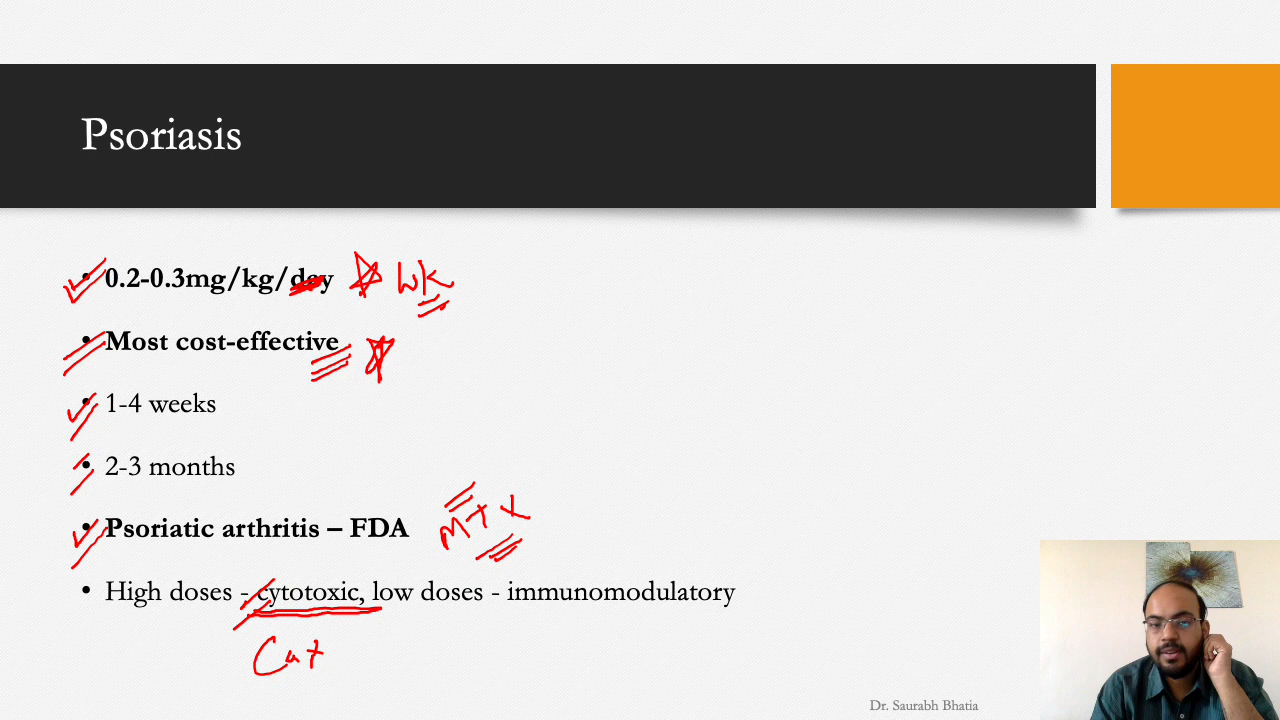 Psoriasis
• 0.2-0.3mg/kg/day wk
• Most cost-effective
• 1-4 weeks
• 2-3 months
• Psoriatic arthritis – FDA MTX
• High doses - cytotoxic, low doses - immunomodulatory
Dr. Saurabh Bhatia